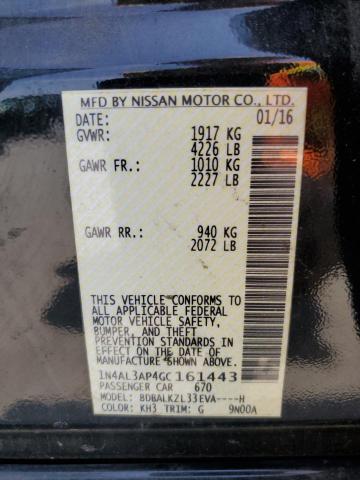 MFD BY NISSAN MOTOR CO., LTD.
DATE: 01/16
GVWR: 1917 KG
4226 LB
GAWR FR.: 1010 KG
2227 LB
GAWR RR.: 940 KG
2072 LB
THIS VEHICLE CONFORMS TO
ALL APPLICABLE FEDERAL
MOTOR VEHICLE SAFETY,
BUMPER, AND THEFT
PREVENTION STANDARDS
IN EFFECT ON THE DATE OF
MANUFACTURE SHOWN ABOVE.
1N4AL3AP4GC161443
PASSENGER CAR 670
MODEL: BDBALKZL33EVA----H
COLOR: KH3 TRIM: G 9N00A